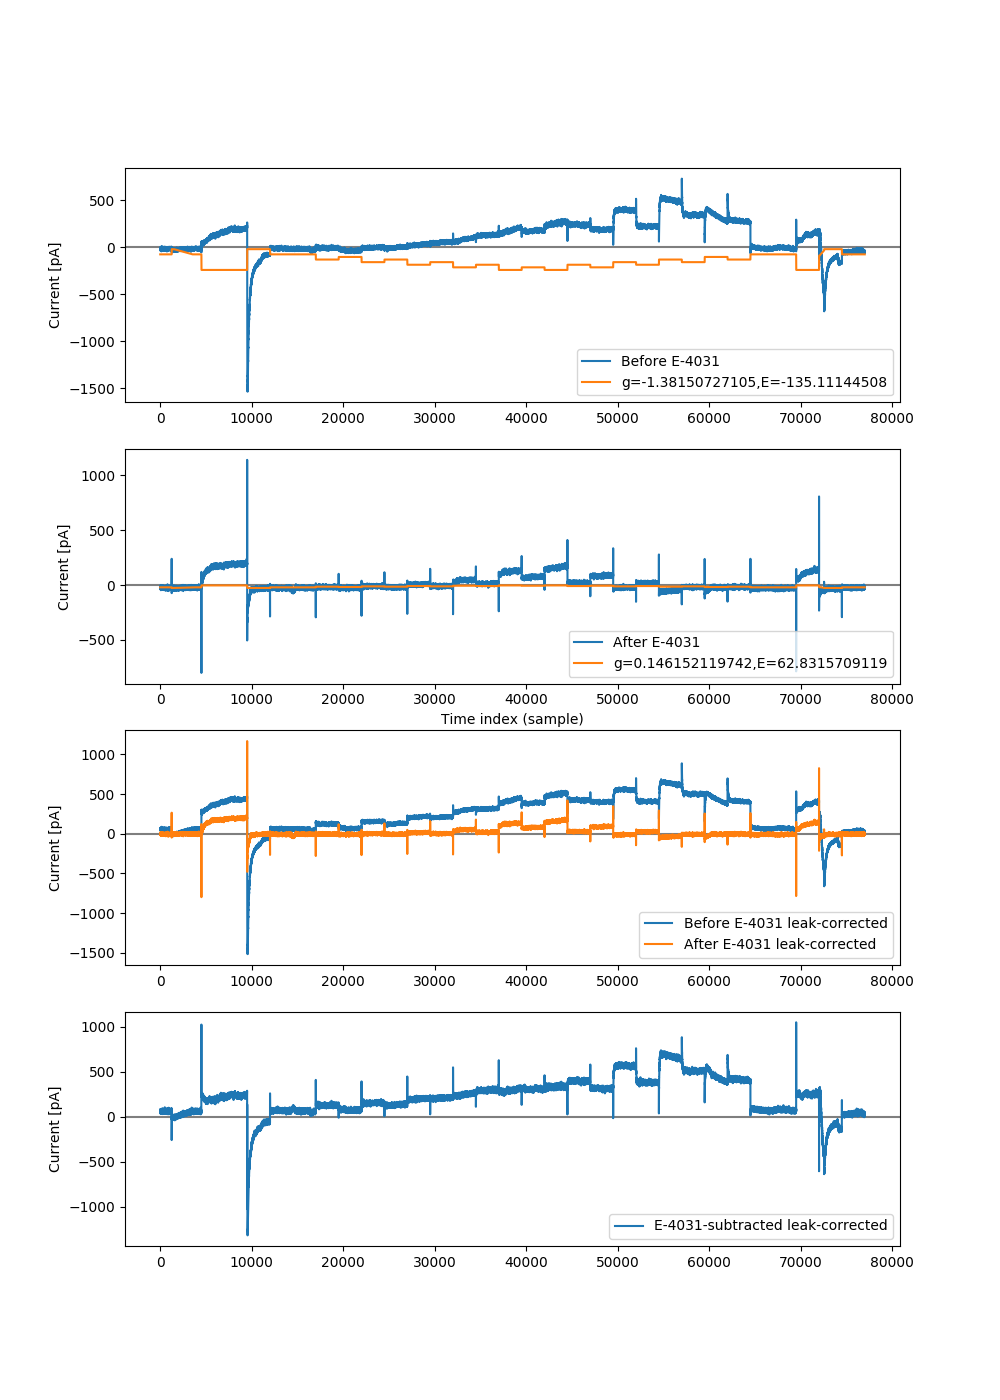 500
0
−500
−1000
−1500
Current [pA]
Before E-4031
g=-1.38150727105,E=-135.11144508
0 10000 20000 30000 40000 50000 60000 70000 80000
1000
500
0
−500
Current [pA]
After E-4031
g=0.146152119742,E=62.8315709119
0 10000 20000 30000 40000 50000 60000 70000 80000
Time index (sample)
1000
500
0
−500
−1000
−1500
Current [pA]
Before E-4031 leak-corrected
After E-4031 leak-corrected
0 10000 20000 30000 40000 50000 60000 70000 80000
1000
500
0
−500
−1000
Current [pA]
E-4031-subtracted leak-corrected
0 10000 20000 30000 40000 50000 60000 70000 80000